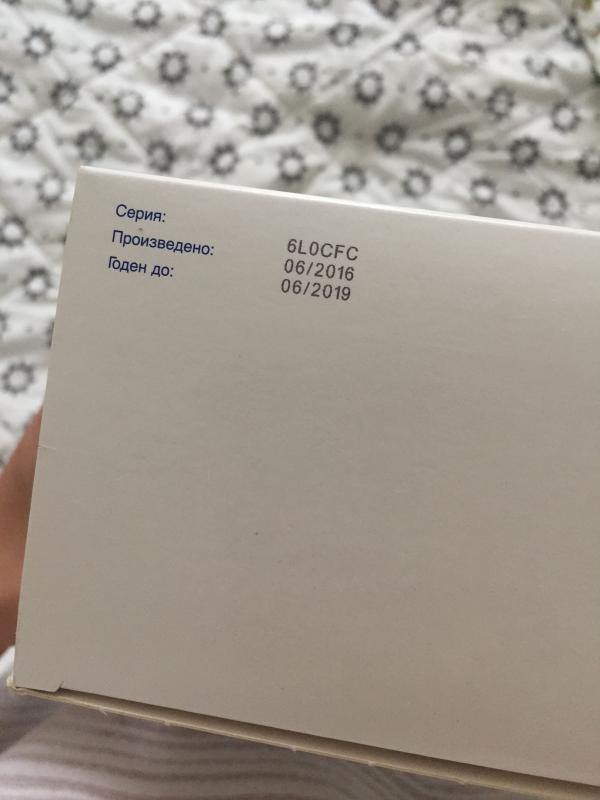 Серия: 6L0CFC
Произведено: 06/2016
Годен до: 06/2019